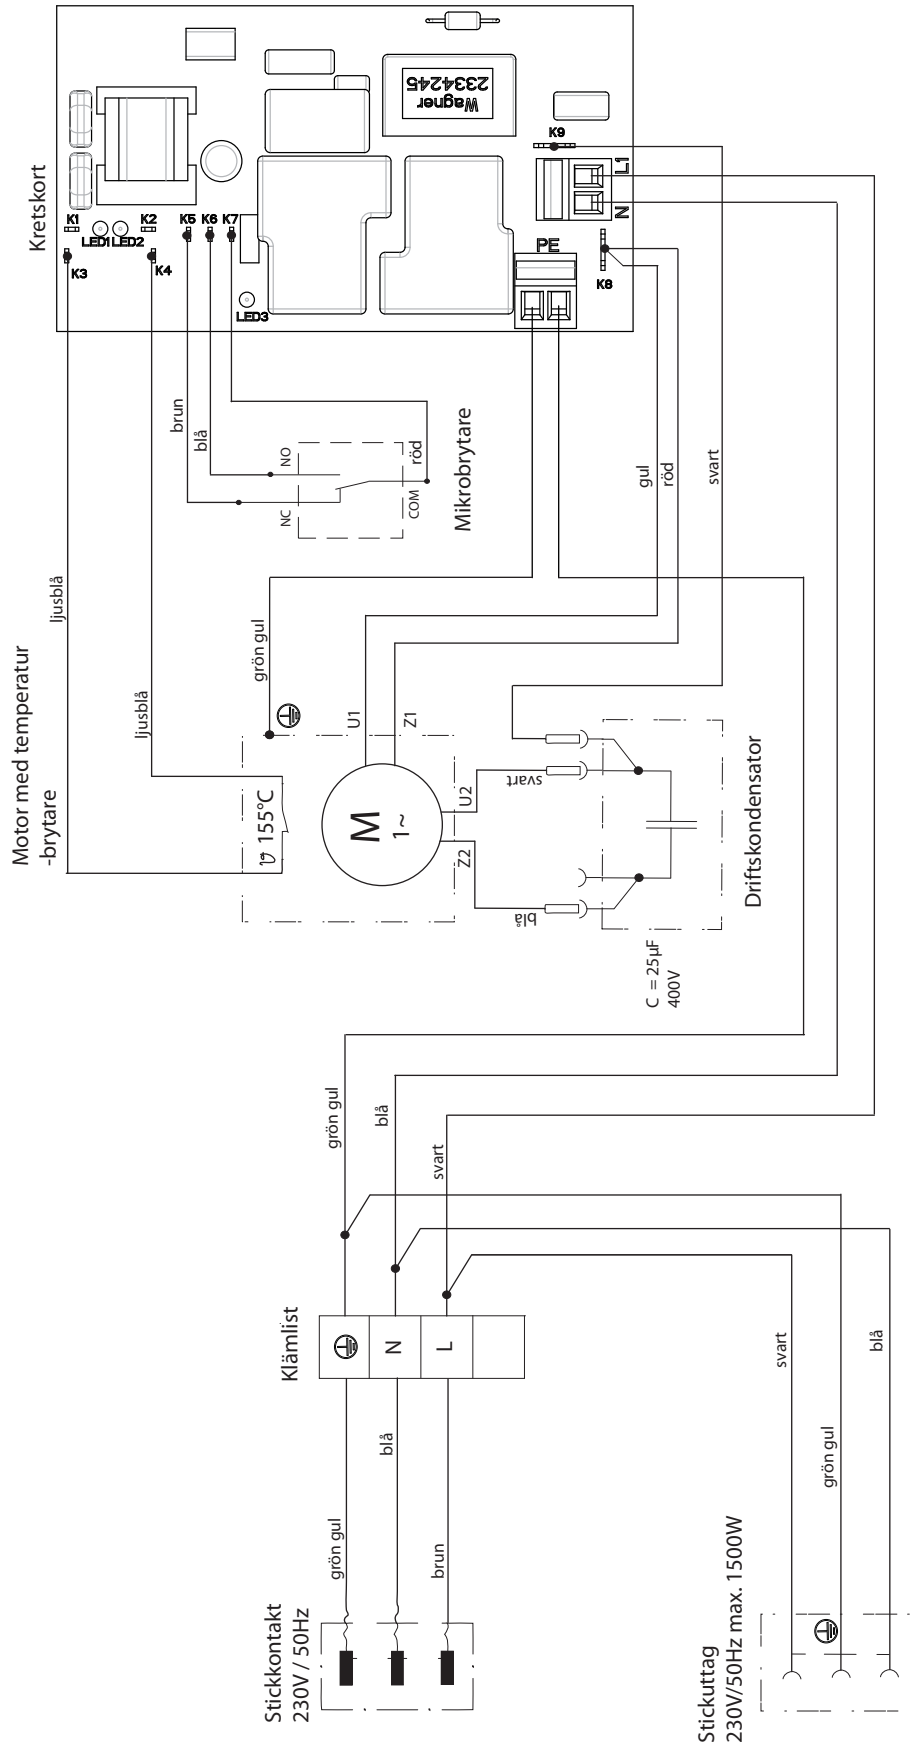 Kretskort
Wagner
2334245
K9
L1
N
K8
PE
K1
LED1
LED2
K2
K3
K4
K5
K6
K7
LED3
brun
blå
röd
NO
NC
COM
Mikrobrytare
gul
röd
svart
ljusblå
ljusblå
grön gul
Motor med temperatur
-brytare
ϑ 155°C
M
1~
U1
Z1
U2
Z2
svart
blå
Driftskondensator
C = 25µF
400V
grön gul
blå
svart
Klämlist
N
L
grön gul
blå
brun
Stickkontakt
230V / 50Hz
svart
grön gul
blå
Stickuttag
230V/50Hz max. 1500W